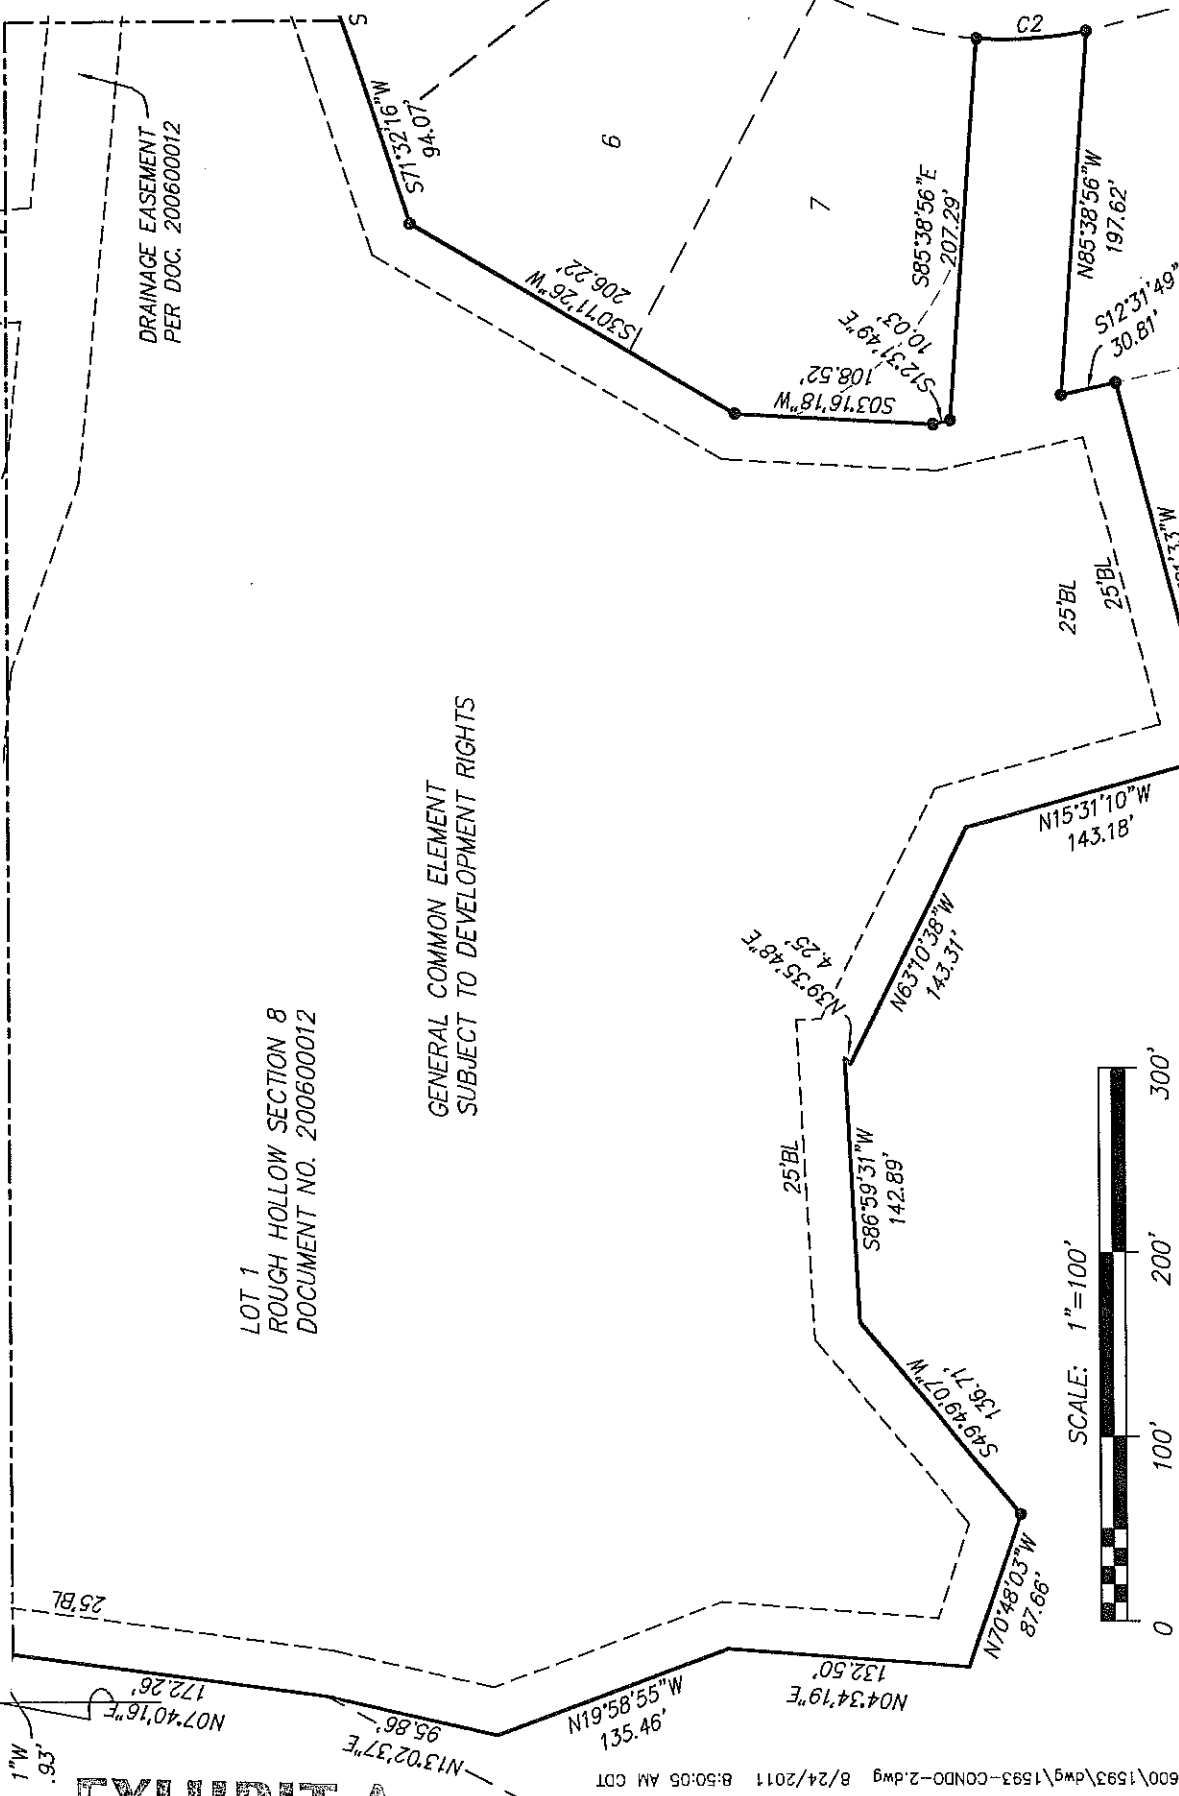 DRAINAGE EASEMENT
PER DOC. 200600012
S
S71°32'16"W
94.07'
6
7
C2
S30°11'26"W
206.22'
S85°38'56"E
207.29'
S12°31'49"E
10.03'
S03°16'18"W
108.52'
N85°38'56"W
197.62'
S12°31'49"
30.81'
25'BL
25'BL
31'33"W
GENERAL COMMON ELEMENT
SUBJECT TO DEVELOPMENT RIGHTS
LOT 1
ROUGH HOLLOW SECTION 8
DOCUMENT NO. 200600012
N15°31'10"W
143.18'
N63°10'38"W
143.31'
N39°35'48"E
4.25'
25'BL
S86°59'31"W
142.89'
S49°49'07"W
136.71'
N70°48'03"W
87.66'
N04°34'19"E
132.50'
N19°58'55"W
135.46'
N13°02'37"E
95.86'
N07°40'16"E
172.26'
25'BL
1"W
.93'
SCALE: 1"=100'
0 100' 200' 300'
EXHIBIT A
600\1593\dwg\1593-CONDO-2.dwg 8/24/2011 8:50:05 AM CDT